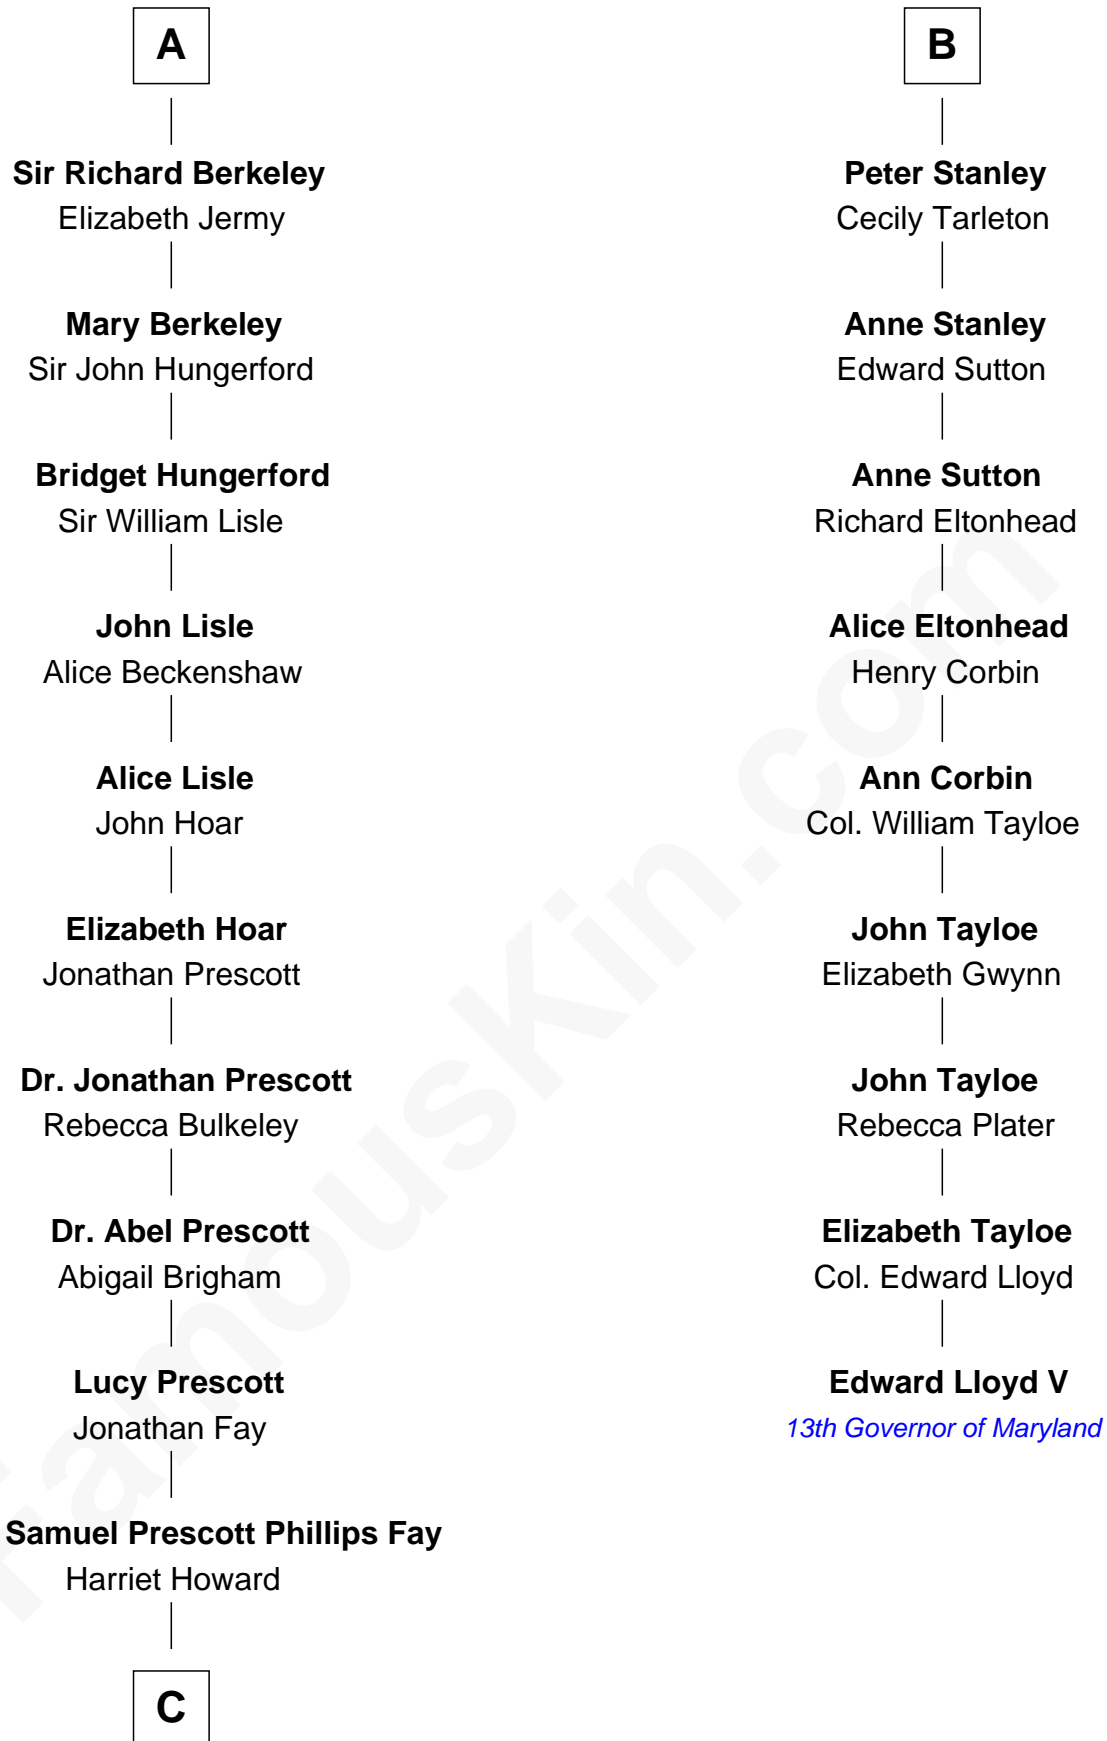 A
Sir Richard Berkeley
Elizabeth Jermy
Mary Berkeley
Sir John Hungerford
Bridget Hungerford
Sir William Lisle
John Lisle
Alice Beckenshaw
Alice Lisle
John Hoar
Elizabeth Hoar
Jonathan Prescott
Dr. Jonathan Prescott
Rebecca Bulkeley
Dr. Abel Prescott
Abigail Brigham
Lucy Prescott
Jonathan Fay
Samuel Prescott Phillips Fay
Harriet Howard
C
B
Peter Stanley
Cecily Tarleton
Anne Stanley
Edward Sutton
Anne Sutton
Richard Eltonhead
Alice Eltonhead
Henry Corbin
Ann Corbin
Col. William Tayloe
John Tayloe
Elizabeth Gwynn
John Tayloe
Rebecca Plater
Elizabeth Tayloe
Col. Edward Lloyd
Edward Lloyd V
13th Governor of Maryland
FamousKin.com